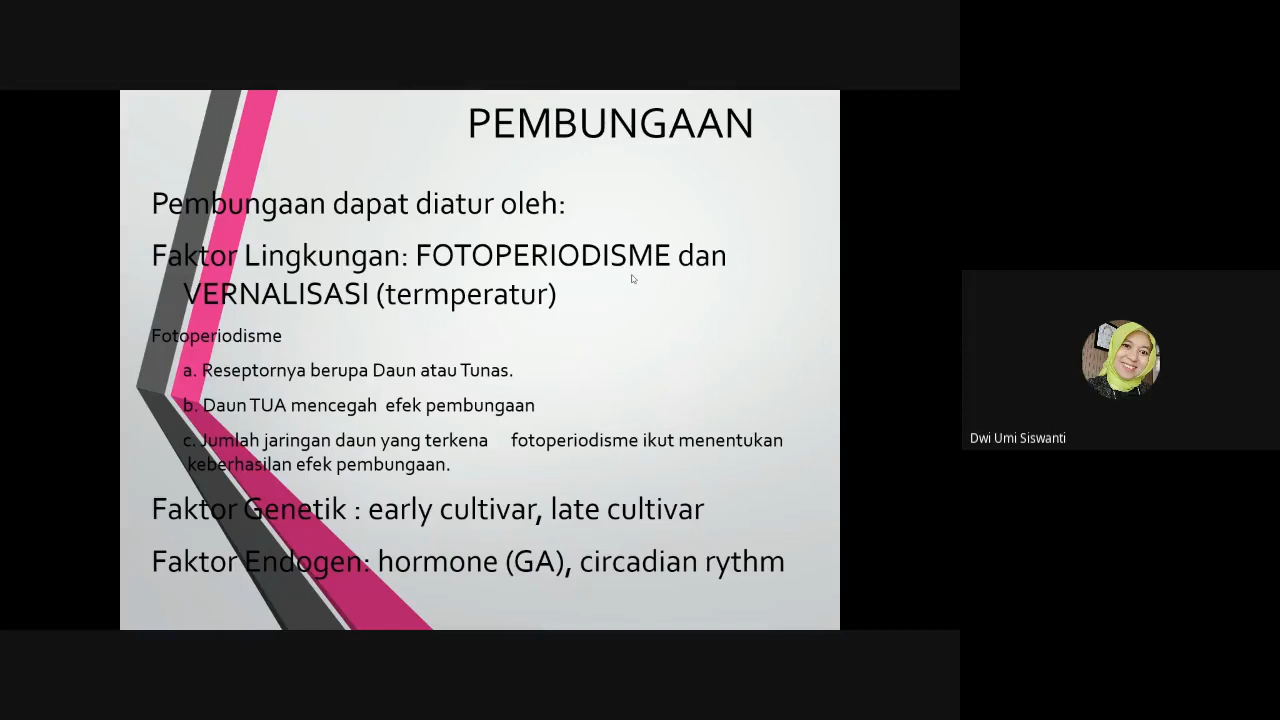 PEMBUNGAAN
Pembungaan dapat diatur oleh:
Faktor Lingkungan: FOTOPERIODISME dan
VERNALISASI (termperatur)
Fotoperiodisme
a. Reseptornya berupa Daun atau Tunas.
b. Daun TUA mencegah efek pembungaan
c. Jumlah jaringan daun yang terkena fotoperiodisme ikut menentukan
keberhasilan efek pembungaan.
Faktor Genetik : early cultivar, late cultivar
Faktor Endogen: hormone (GA), circadian rythm
Dwi Umi Siswanti